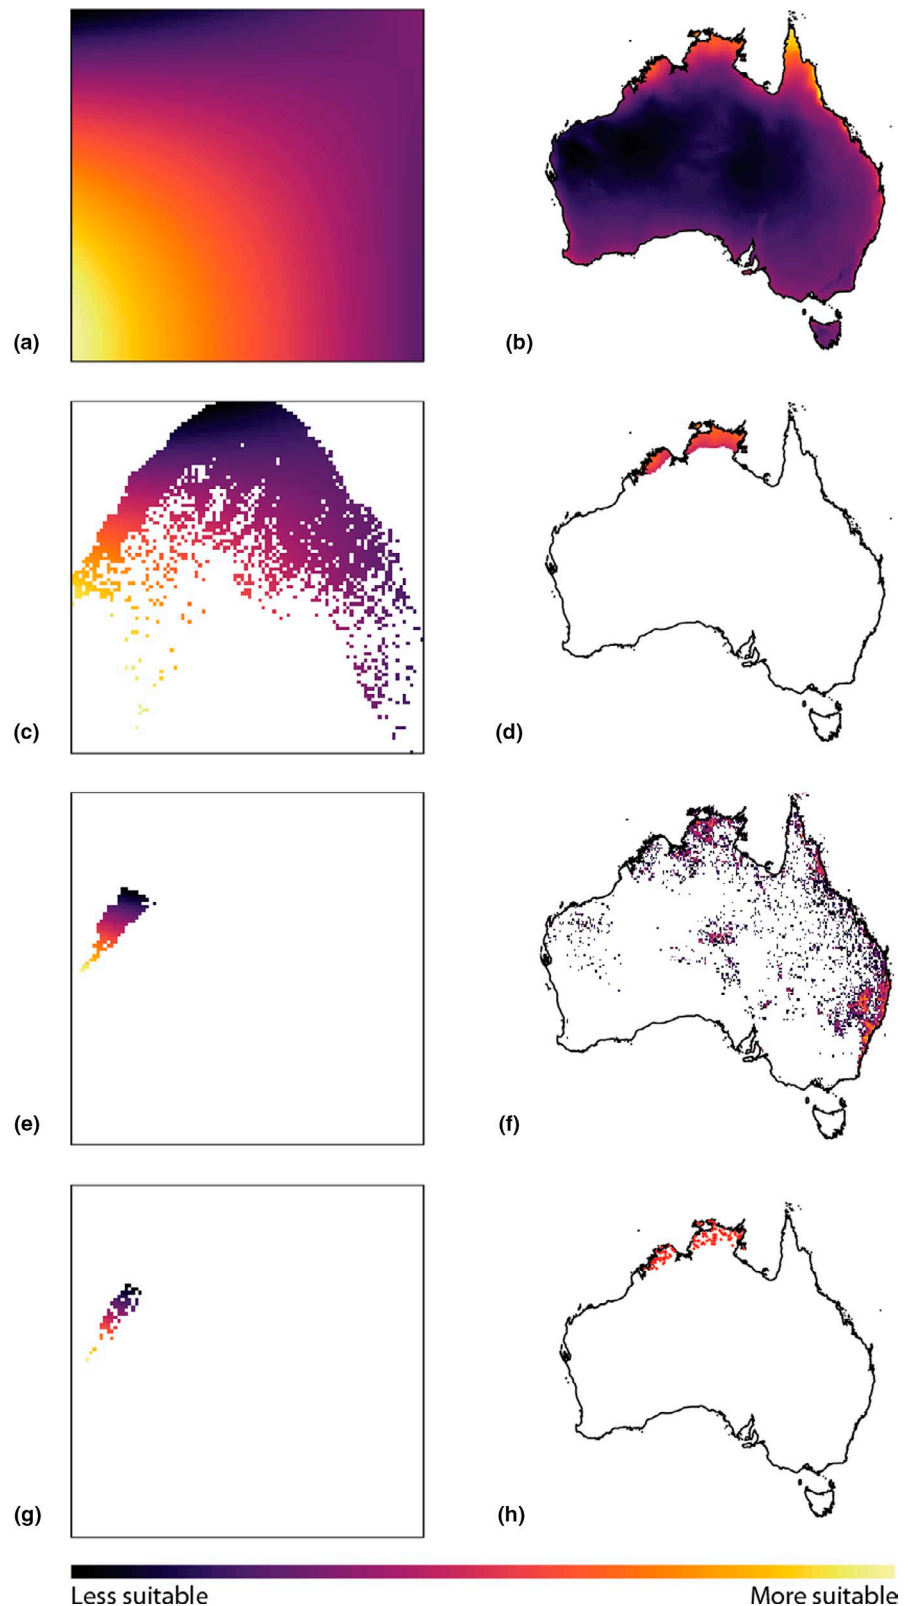 (a)
(b)
(c)
(d)
(e)
(f)
(g)
(h)
Less suitable
More suitable